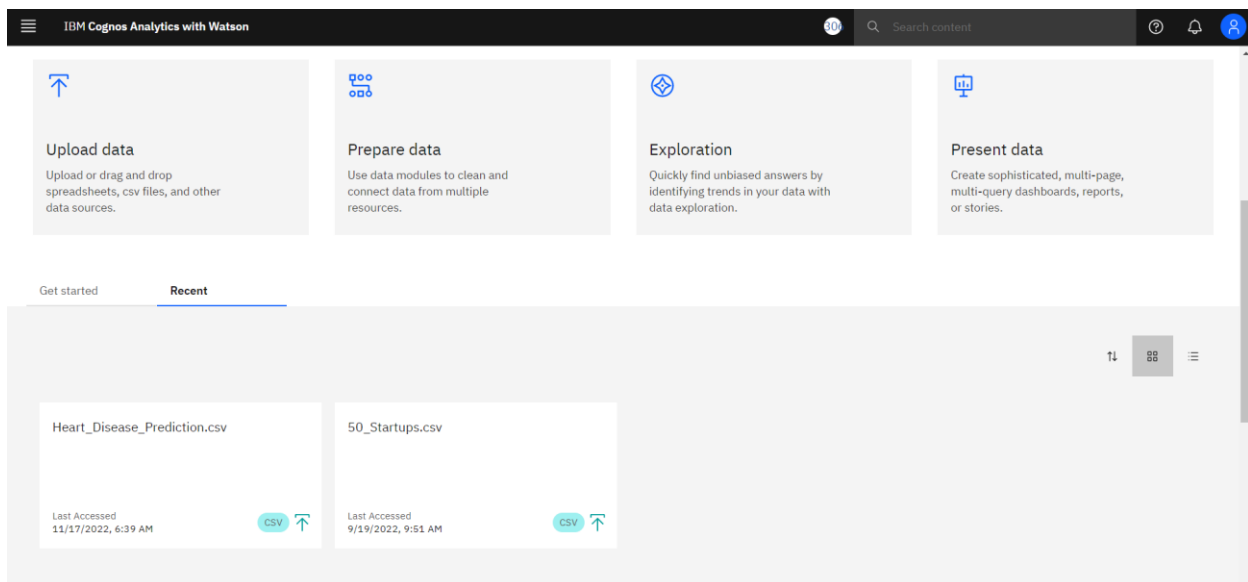 IBM Cognos Analytics with Watson
30
Search content
Upload data
Upload or drag and drop
spreadsheets, csv files, and other
data sources.
Prepare data
Use data modules to clean and
connect data from multiple
resources.
Exploration
Quickly find unbiased answers by
identifying trends in your data with
data exploration.
Present data
Create sophisticated, multi-page,
multi-query dashboards, reports,
or stories.
Get started
Recent
Heart_Disease_Prediction.csv
Last Accessed
11/17/2022, 6:39 AM
CSV
50_Startups.csv
Last Accessed
9/19/2022, 9:51 AM
CSV